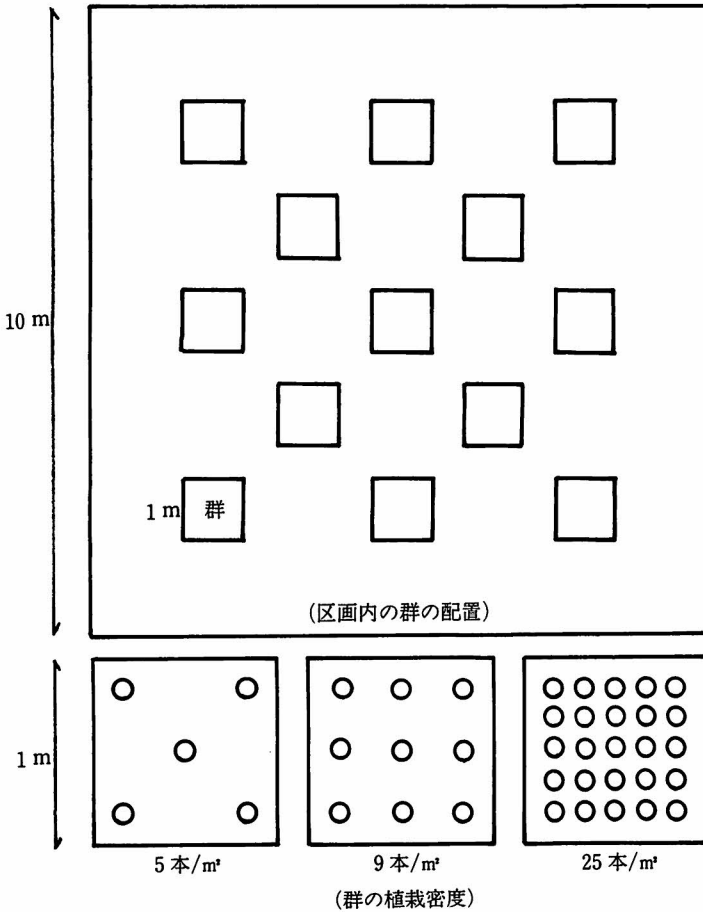 10 m
1 m
群
(区画内の群の配置)
1 m
5 本/m²
9 本/m²
25 本/m²
(群の植栽密度)